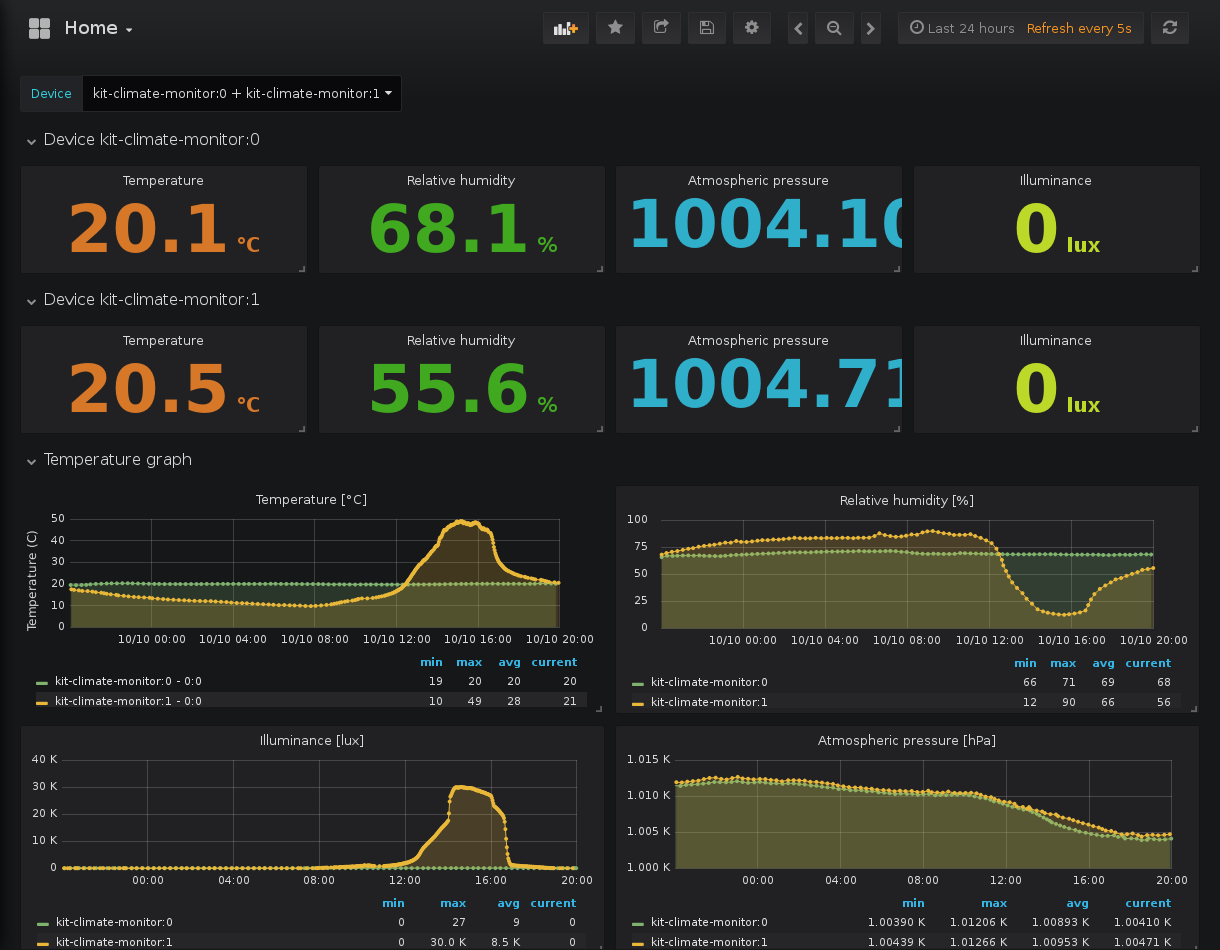 Home
Last 24 hours Refresh every 5s
Device kit-climate-monitor:0 + kit-climate-monitor:1
Device kit-climate-monitor:0
Temperature Relative humidity Atmospheric pressure Illuminance
20.1 °C 68.1 % 1004.10 0 lux
Device kit-climate-monitor:1
Temperature Relative humidity Atmospheric pressure Illuminance
20.5 °C 55.6 % 1004.71 0 lux
Temperature graph
Temperature [°C]
Temperature (C)
50
40
30
20
10
0
10/10 00:00 10/10 04:00 10/10 08:00 10/10 12:00 10/10 16:00 10/10 20:00
min max avg current
kit-climate-monitor:0 - 0:0 19 20 20 20
kit-climate-monitor:1 - 0:0 10 49 28 21
Relative humidity [%]
100
75
50
25
0
10/10 00:00 10/10 04:00 10/10 08:00 10/10 12:00 10/10 16:00 10/10 20:00
min max avg current
kit-climate-monitor:0 66 71 69 68
kit-climate-monitor:1 12 90 66 56
Illuminance [lux]
40 K
30 K
20 K
10 K
0
00:00 04:00 08:00 12:00 16:00 20:00
min max avg current
kit-climate-monitor:0 0 27 9 0
kit-climate-monitor:1 0 30.0 K 8.5 K 0
Atmospheric pressure [hPa]
1.015 K
1.010 K
1.005 K
1.000 K
00:00 04:00 08:00 12:00 16:00 20:00
min max avg current
kit-climate-monitor:0 1.00390 K 1.01206 K 1.00893 K 1.00410 K
kit-climate-monitor:1 1.00439 K 1.01266 K 1.00953 K 1.00471 K